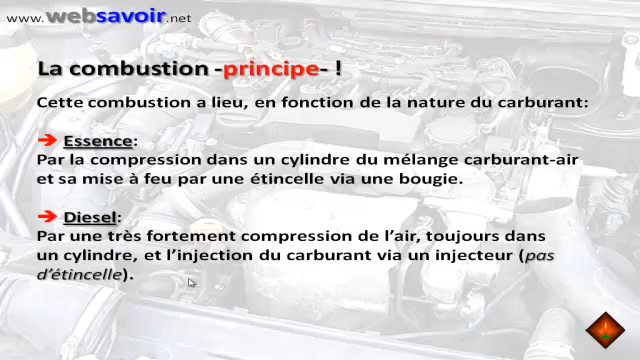 www.websavoir.net
La combustion -principe- !
Cette combustion a lieu, en fonction de la nature du carburant:
➔ Essence:
Par la compression dans un cylindre du mélange carburant-air
et sa mise à feu par une étincelle via une bougie.
➔ Diesel:
Par une très fortement compression de l’air, toujours dans
un cylindre, et l’injection du carburant via un injecteur (pas
d’étincelle).